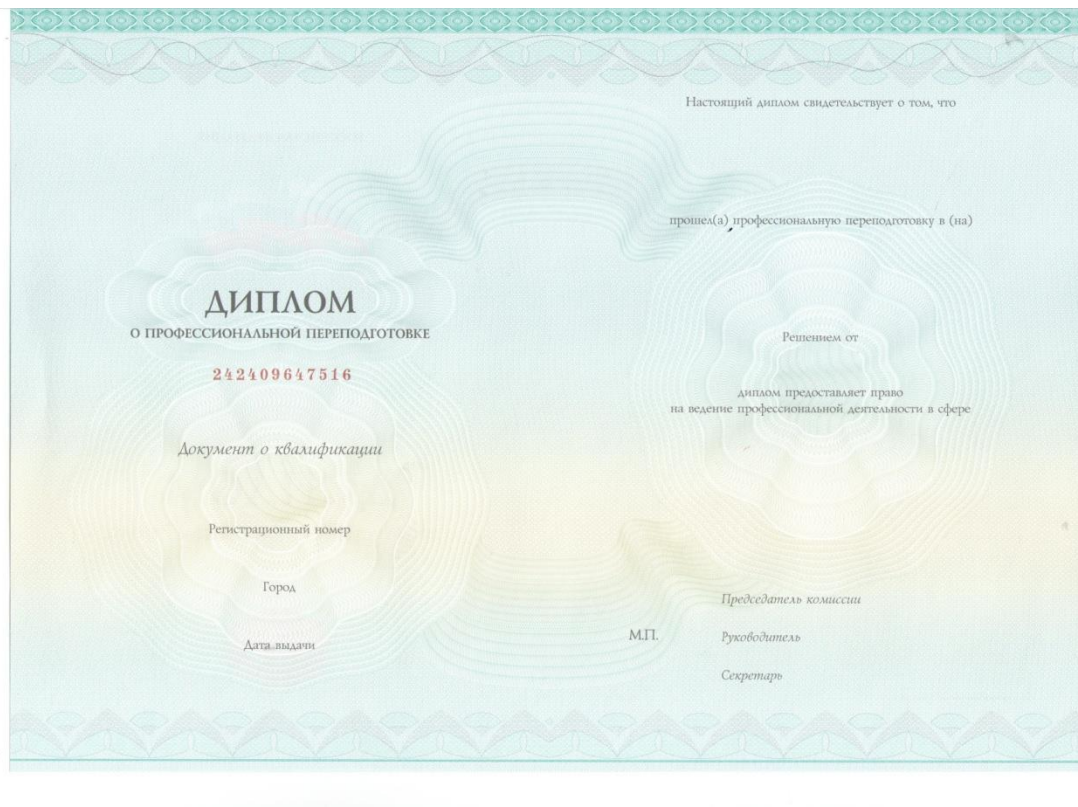 ДИПЛОМ
О ПРОФЕССИОНАЛЬНОЙ ПЕРЕПОДГОТОВКЕ
242409647516
Документ о квалификации
Регистрационный номер
Город
Дата выдачи
М.П.
Настоящий диплом свидетельствует о том, что
прошел(а) профессиональную переподготовку в (на)
Решением от
диплом предоставляет право
на ведение профессиональной деятельности в сфере
Председатель комиссии
Руководитель
Секретарь